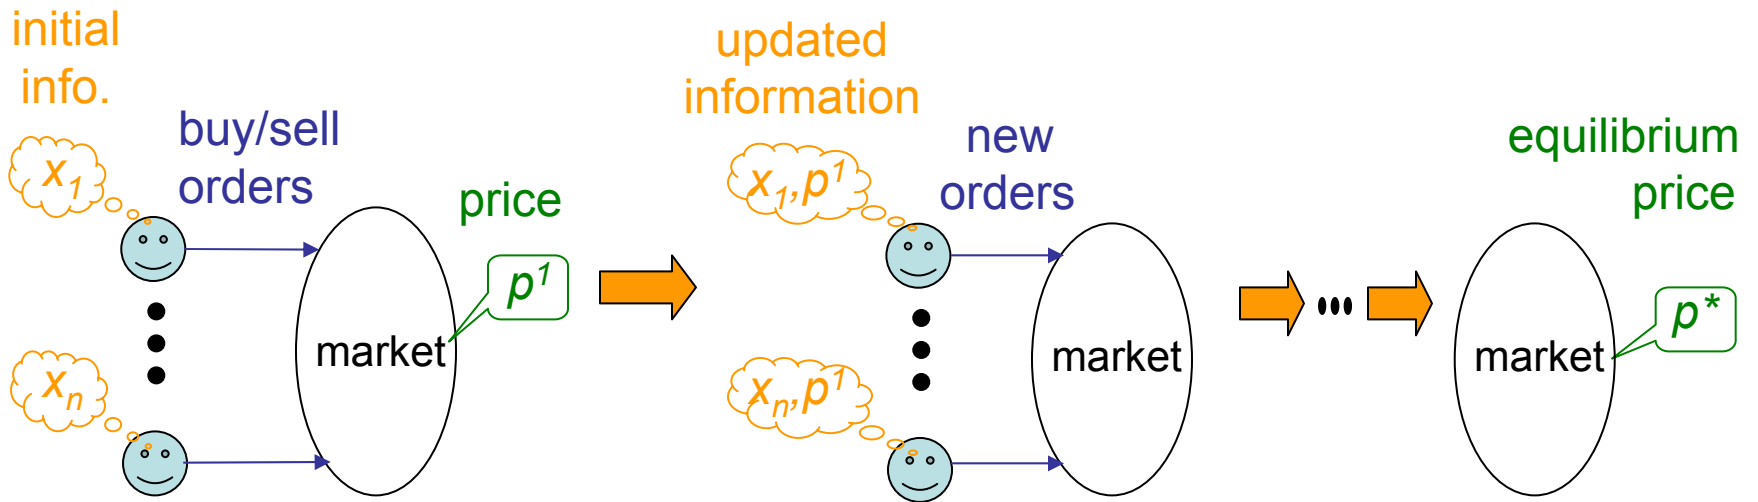 initial
info.
x₁
xₙ
buy/sell
orders
price
p¹
market
updated
information
x₁,p¹
xₙ,p¹
new
orders
market
equilibrium
price
p*
market